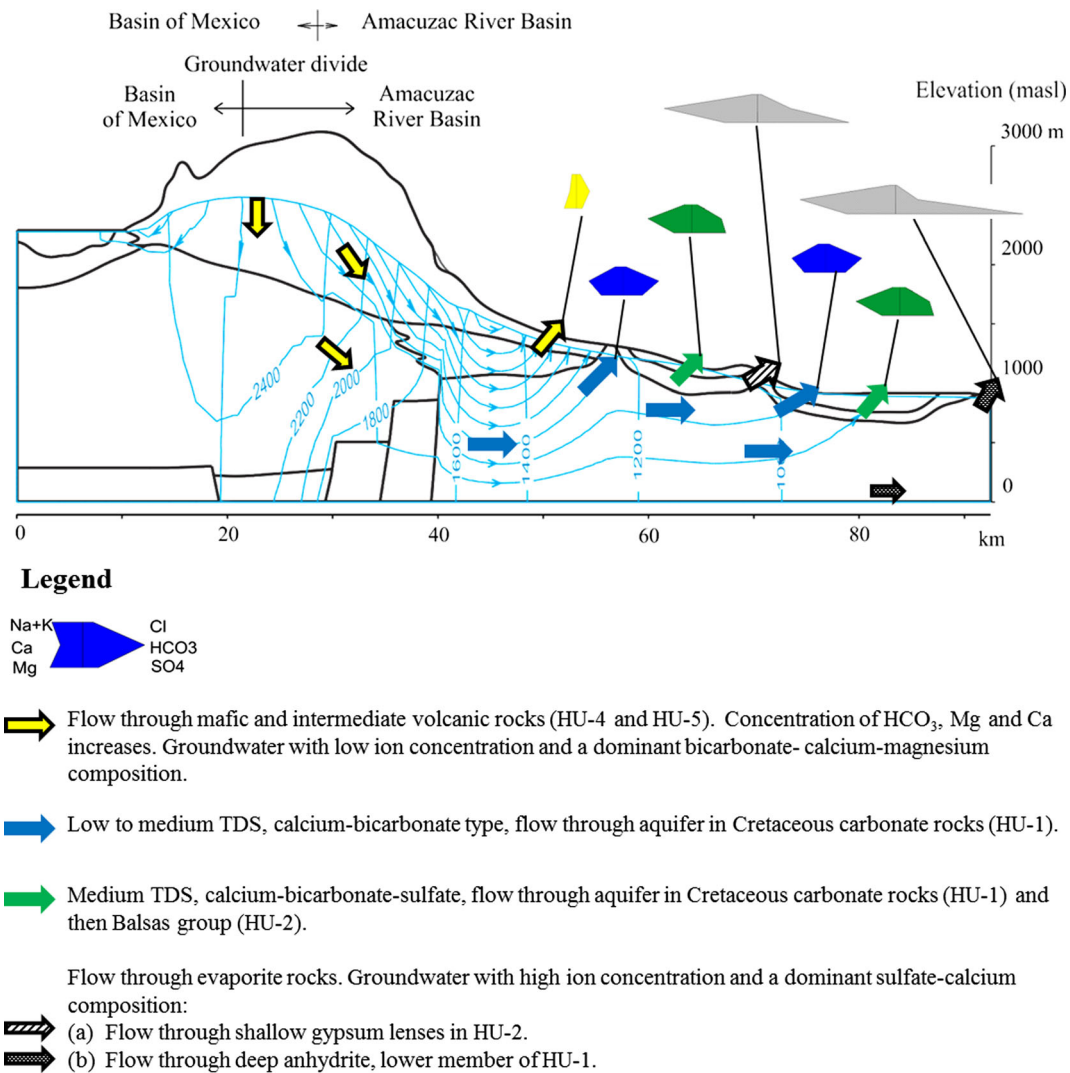 Basin of Mexico
Amacuzac River Basin
Groundwater divide
Basin
of Mexico
Amacuzac
River Basin
Elevation (masl)
3000 m
2000
1000
0
2400
2200
2000
1800
1600
1400
1200
0
20
40
60
80
km
Legend
Na+K
Cl
Ca
HCO3
Mg
SO4
Flow through mafic and intermediate volcanic rocks (HU-4 and HU-5). Concentration of HCO₃, Mg and Ca
increases. Groundwater with low ion concentration and a dominant bicarbonate- calcium-magnesium
composition.
Low to medium TDS, calcium-bicarbonate type, flow through aquifer in Cretaceous carbonate rocks (HU-1).
Medium TDS, calcium-bicarbonate-sulfate, flow through aquifer in Cretaceous carbonate rocks (HU-1) and
then Balsas group (HU-2).
Flow through evaporite rocks. Groundwater with high ion concentration and a dominant sulfate-calcium
composition:
(a) Flow through shallow gypsum lenses in HU-2.
(b) Flow through deep anhydrite, lower member of HU-1.